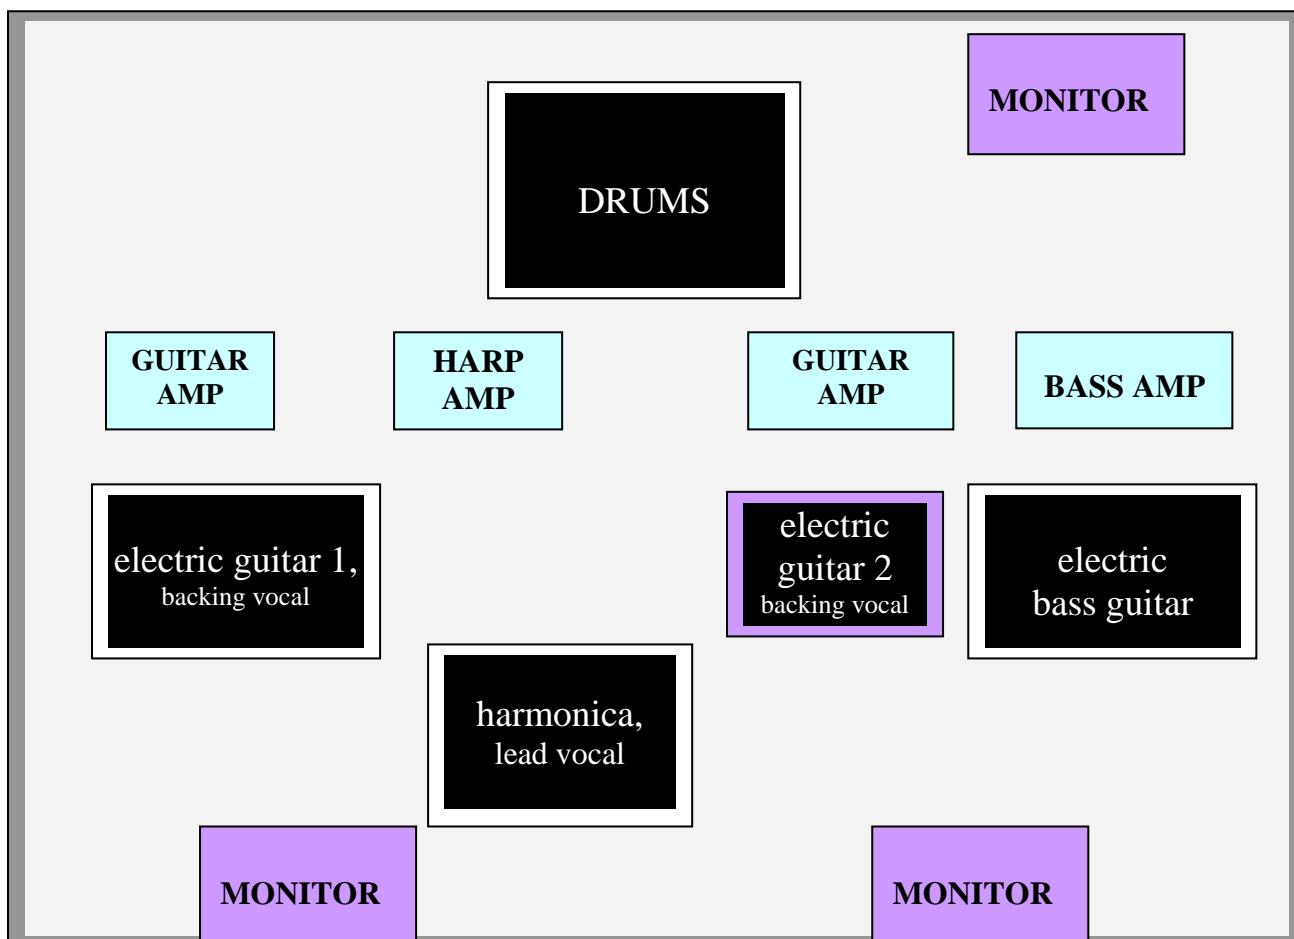 MONITOR
DRUMS
GUITAR
AMP
HARP
AMP
GUITAR
AMP
BASS AMP
electric guitar 1,
backing vocal
electric
guitar 2
backing vocal
electric
bass guitar
harmonica,
lead vocal
MONITOR
MONITOR